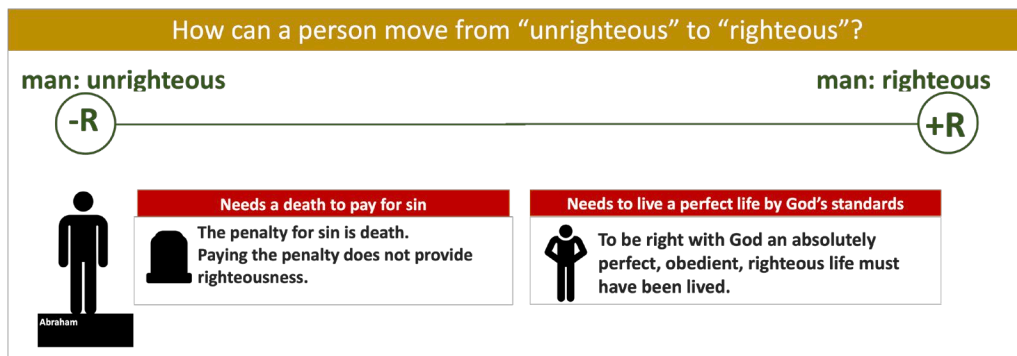 How can a person move from “unrighteous” to “righteous”?
man: unrighteous
man: righteous
-R
+R
Needs a death to pay for sin
The penalty for sin is death.
Paying the penalty does not provide
righteousness.
Needs to live a perfect life by God’s standards
To be right with God an absolutely
perfect, obedient, righteous life must
have been lived.
Abraham